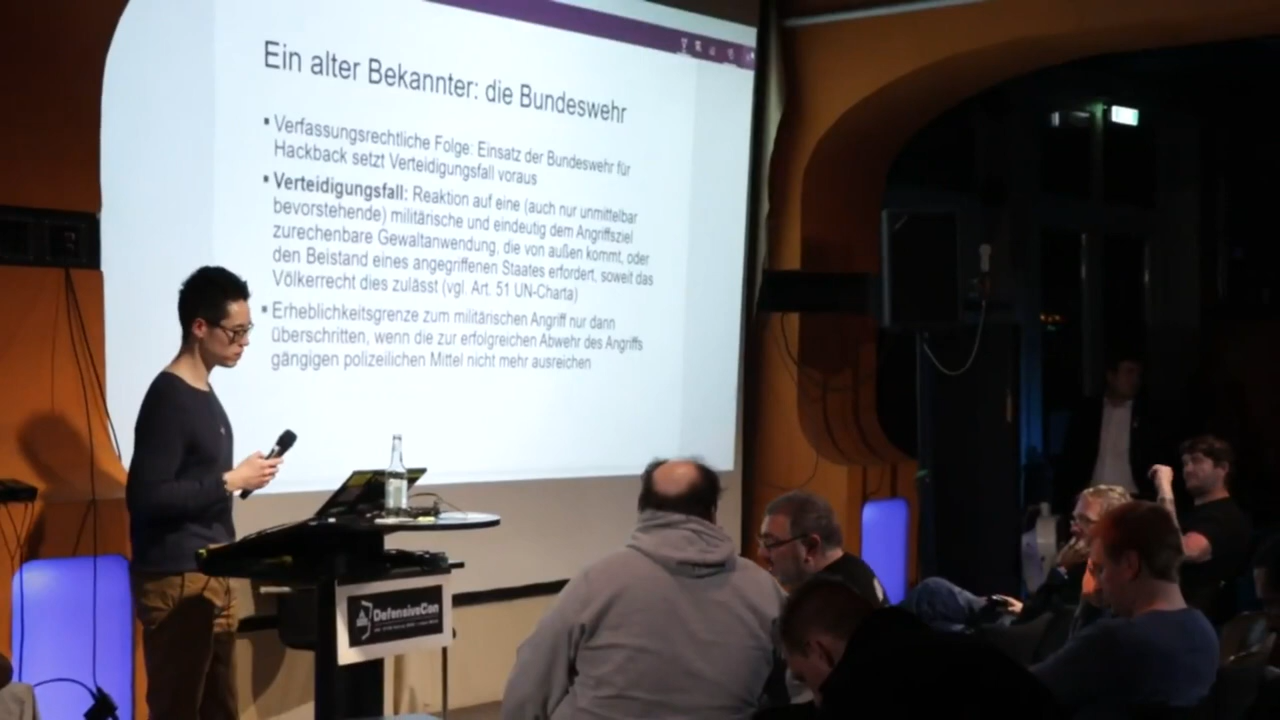 Ein alter Bekannter: die Bundeswehr
▪ Verfassungsrechtliche Folge: Einsatz der Bundeswehr für
Hackback setzt Verteidigungsfall voraus
▪ Verteidigungsfall: Reaktion auf eine (auch nur unmittelbar
bevorstehende) militärische und eindeutig dem Angriffsziel
zurechenbare Gewaltanwendung, die von außen kommt, oder
den Beistand eines angegriffenen Staates erfordert, soweit das
Völkerrecht dies zulässt (vgl. Art. 51 UN-Charta)
▪ Erheblichkeitsgrenze zum militärischen Angriff nur dann
überschritten, wenn die zur erfolgreichen Abwehr des Angriffs
gängigen polizeilichen Mittel nicht mehr ausreichen
DefensiveCon